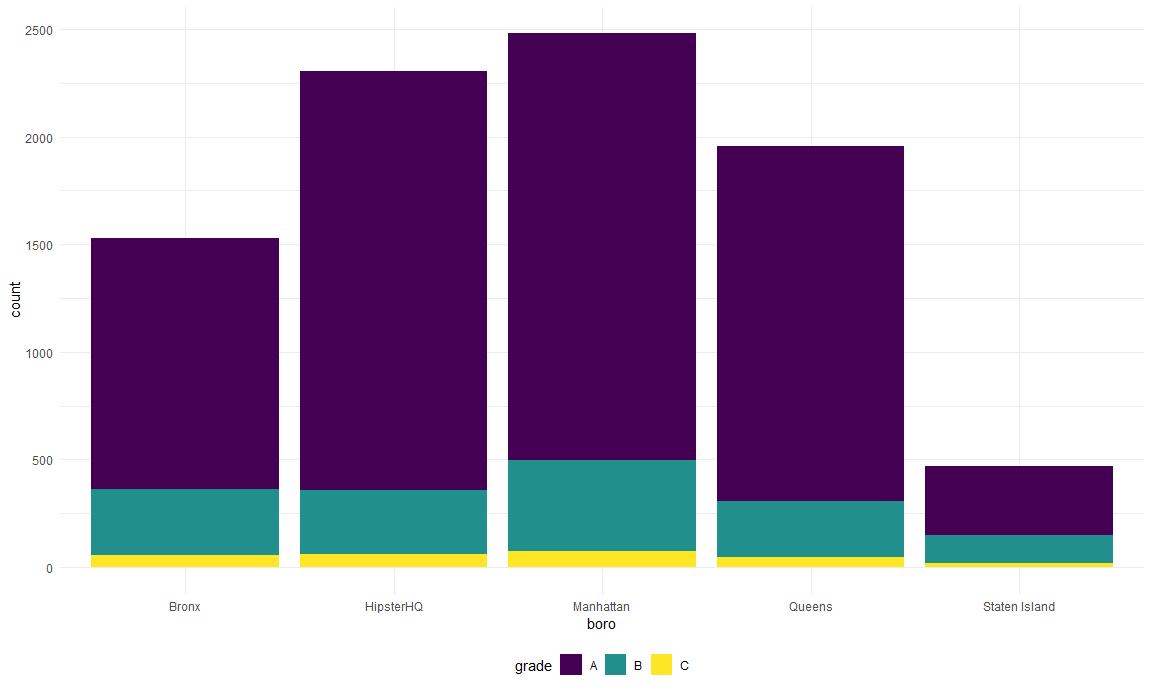 2500
2000
1500
1000
500
0
count
Bronx HipsterHQ Manhattan Queens Staten Island
boro
grade A B C